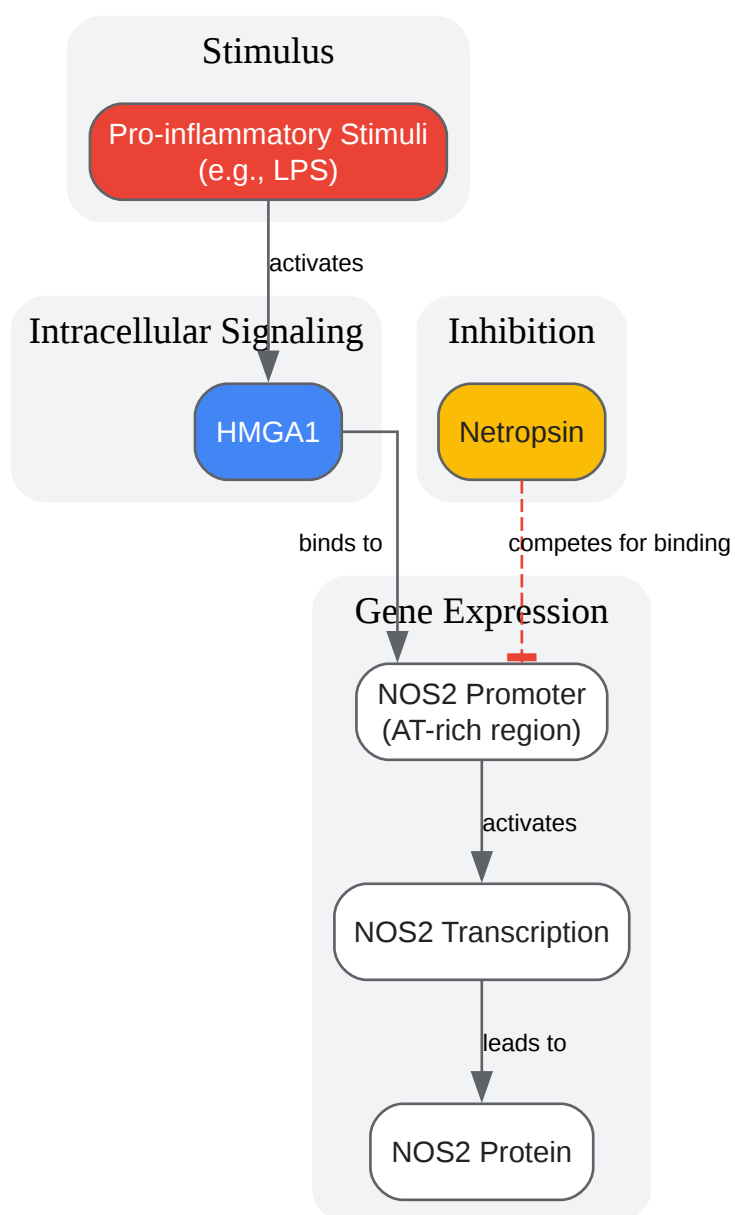 Stimulus
Pro-inflammatory Stimuli
(e.g., LPS)
activates
Intracellular Signaling
HMGA1
Inhibition
Netropsin
binds to
competes for binding
Gene Expression
NOS2 Promoter
(AT-rich region)
activates
NOS2 Transcription
leads to
NOS2 Protein